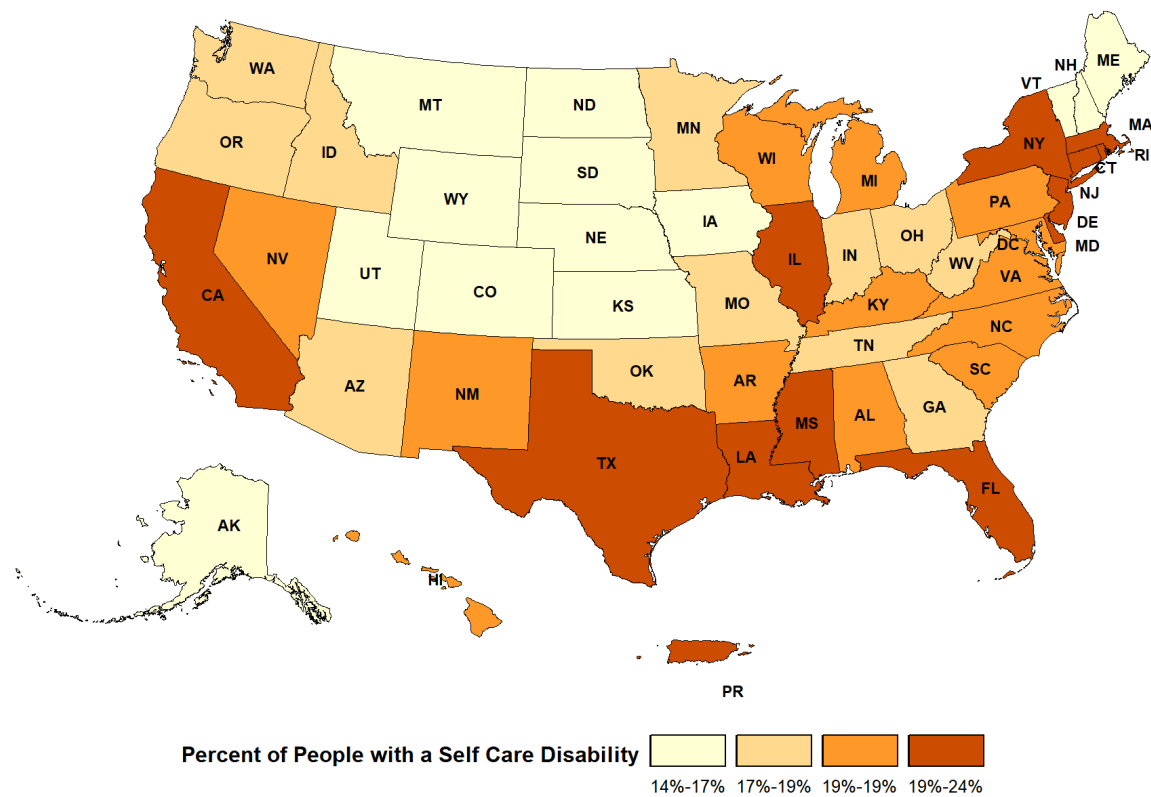 ME
NH
VT
WA
MT
ND
MN
MA
OR
ID
WI
NY
RI
SD
MI
CT
WY
PA
NJ
IA
DE
NE
OH
DC
MD
IN
IL
NV
UT
WV
VA
CO
CA
MO
KS
KY
NC
TN
SC
OK
AR
AZ
NM
GA
AL
MS
LA
TX
FL
AK
HI
PR
Percent of People with a Self Care Disability
14%-17% 17%-19% 19%-19% 19%-24%